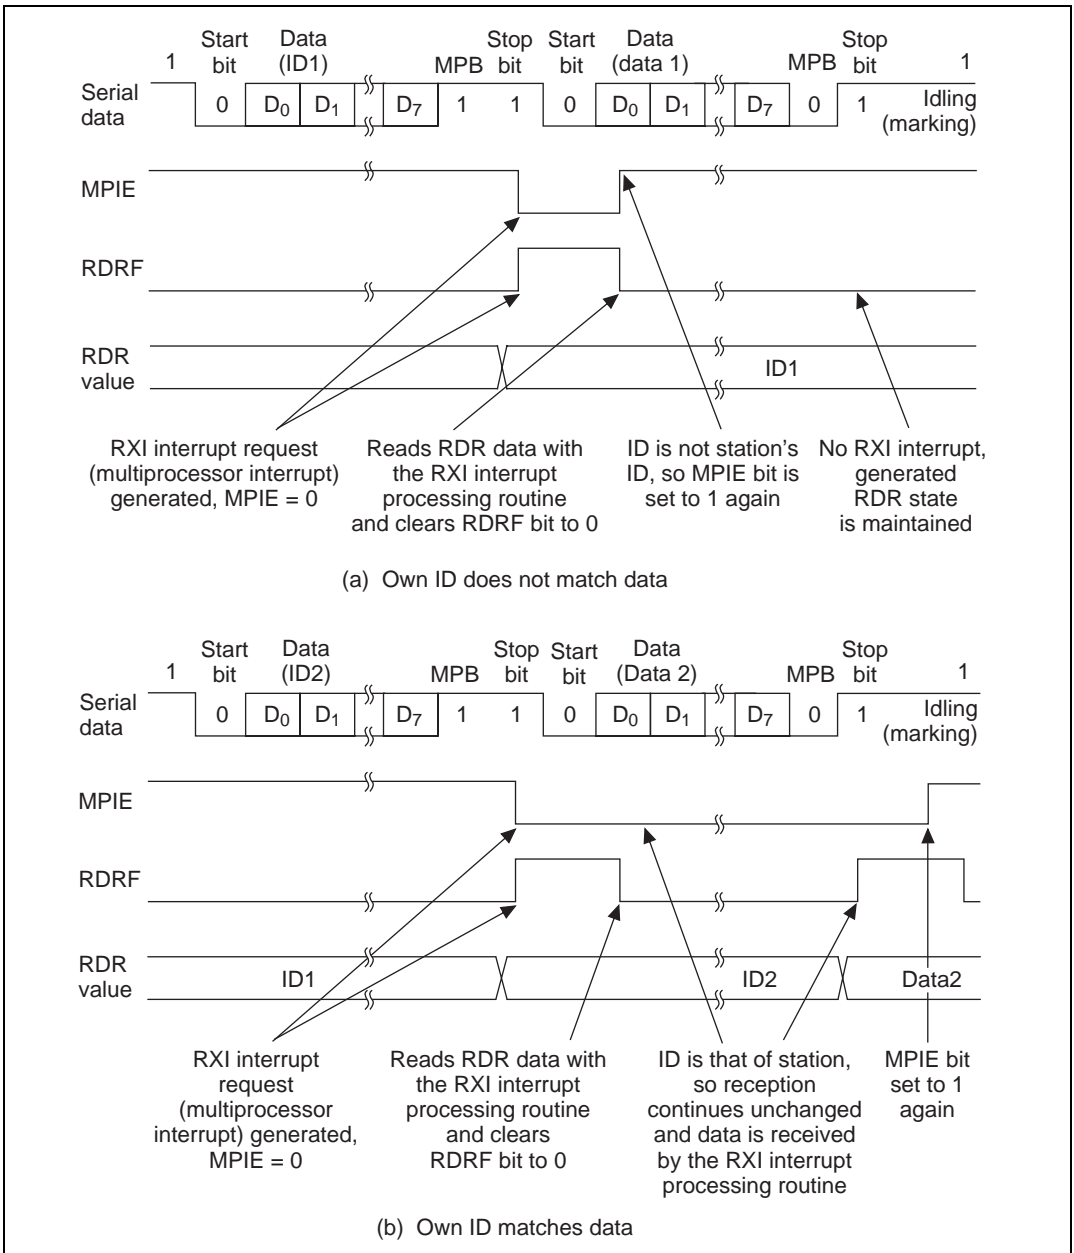 Start Data Stop Start Data Stop
1 bit (ID1) MPB bit bit (data 1) MPB bit 1
Serial data 0 D0 D1 D7 1 1 0 D0 D1 D7 0 1 Idling (marking)
MPIE
RDRF
RDR value ID1
RXI interrupt request
(multiprocessor interrupt)
generated, MPIE = 0
Reads RDR data with
the RXI interrupt
processing routine
and clears RDRF bit to 0
ID is not station's
ID, so MPIE bit is
set to 1 again
No RXI interrupt,
generated
RDR state
is maintained
(a) Own ID does not match data
Start Data Stop Start Data Stop
1 bit (ID2) MPB bit bit (Data 2) MPB bit 1
Serial data 0 D0 D1 D7 1 1 0 D0 D1 D7 0 1 Idling (marking)
MPIE
RDRF
RDR value ID1 ID2 Data2
RXI interrupt
request
(multiprocessor
interrupt) generated,
MPIE = 0
Reads RDR data with
the RXI interrupt
processing routine
and clears
RDRF bit to 0
ID is that of station,
so reception
continues unchanged
and data is received
by the RXI interrupt
processing routine
MPIE bit
set to 1
again
(b) Own ID matches data